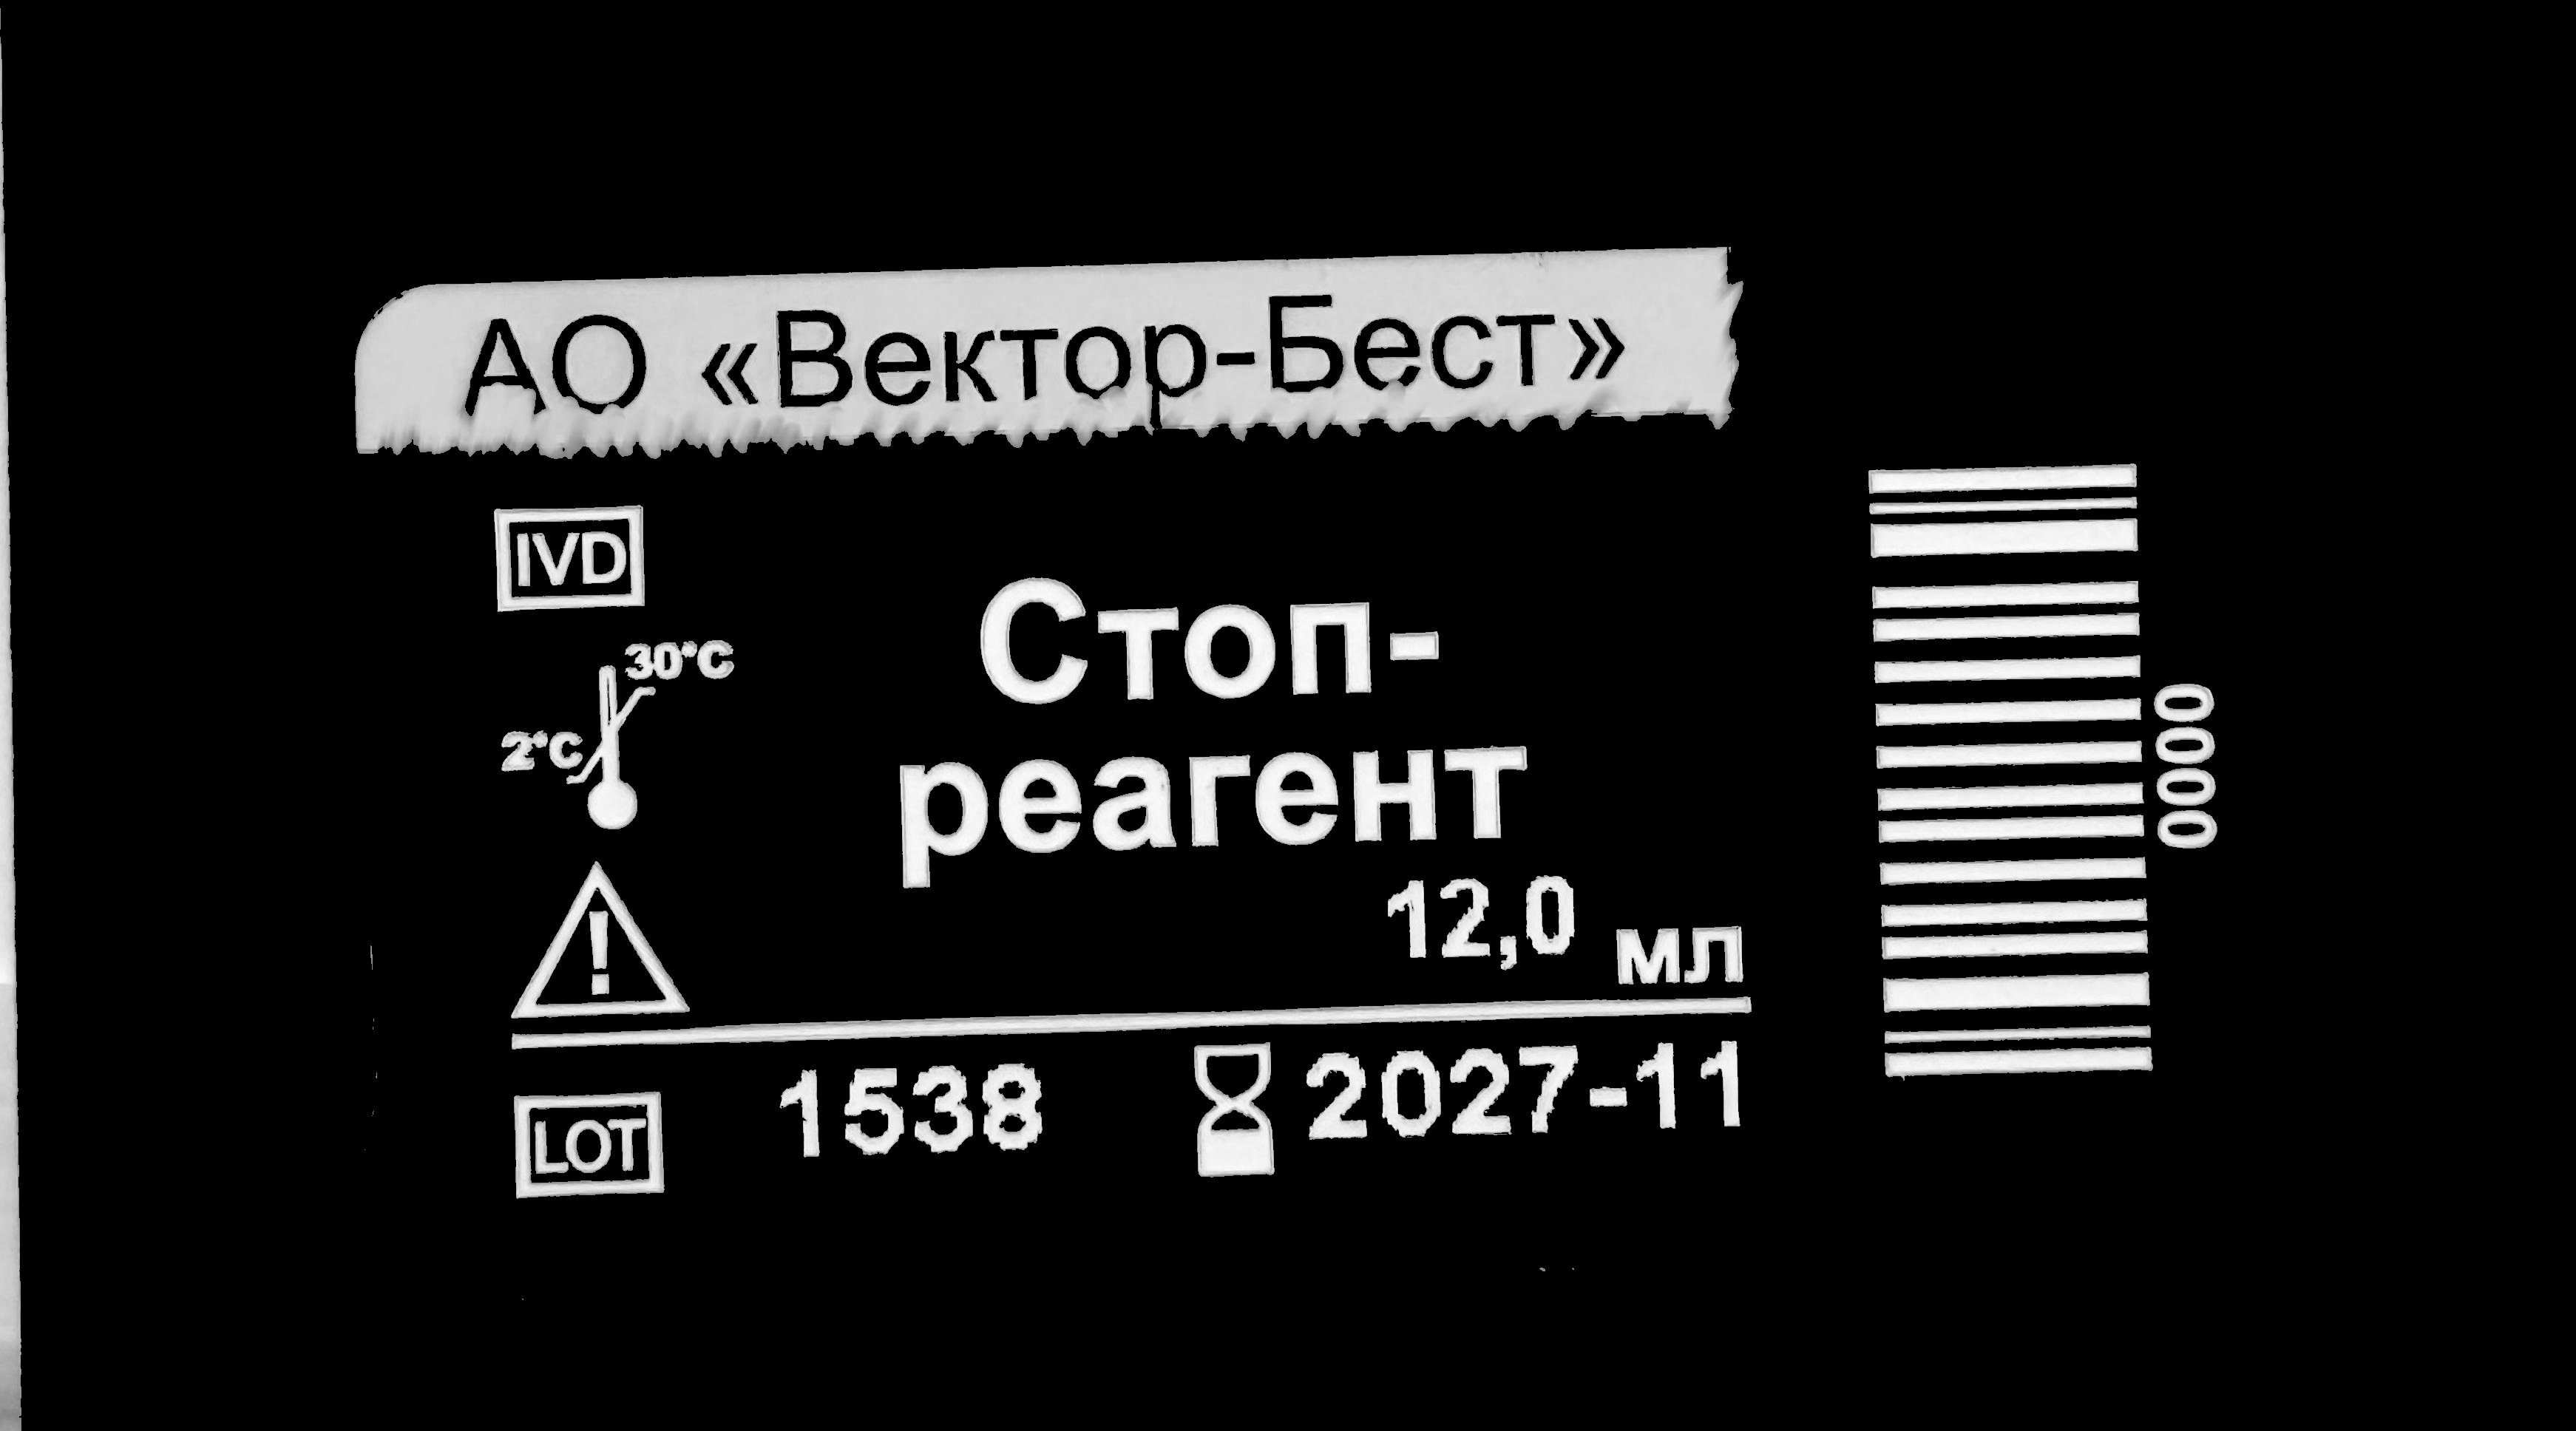 АО «Вектор-Бест»
IVD
30°C
2°C
Стоп-
реагент
12,0 мл
LOT 1538 2027-11
0000